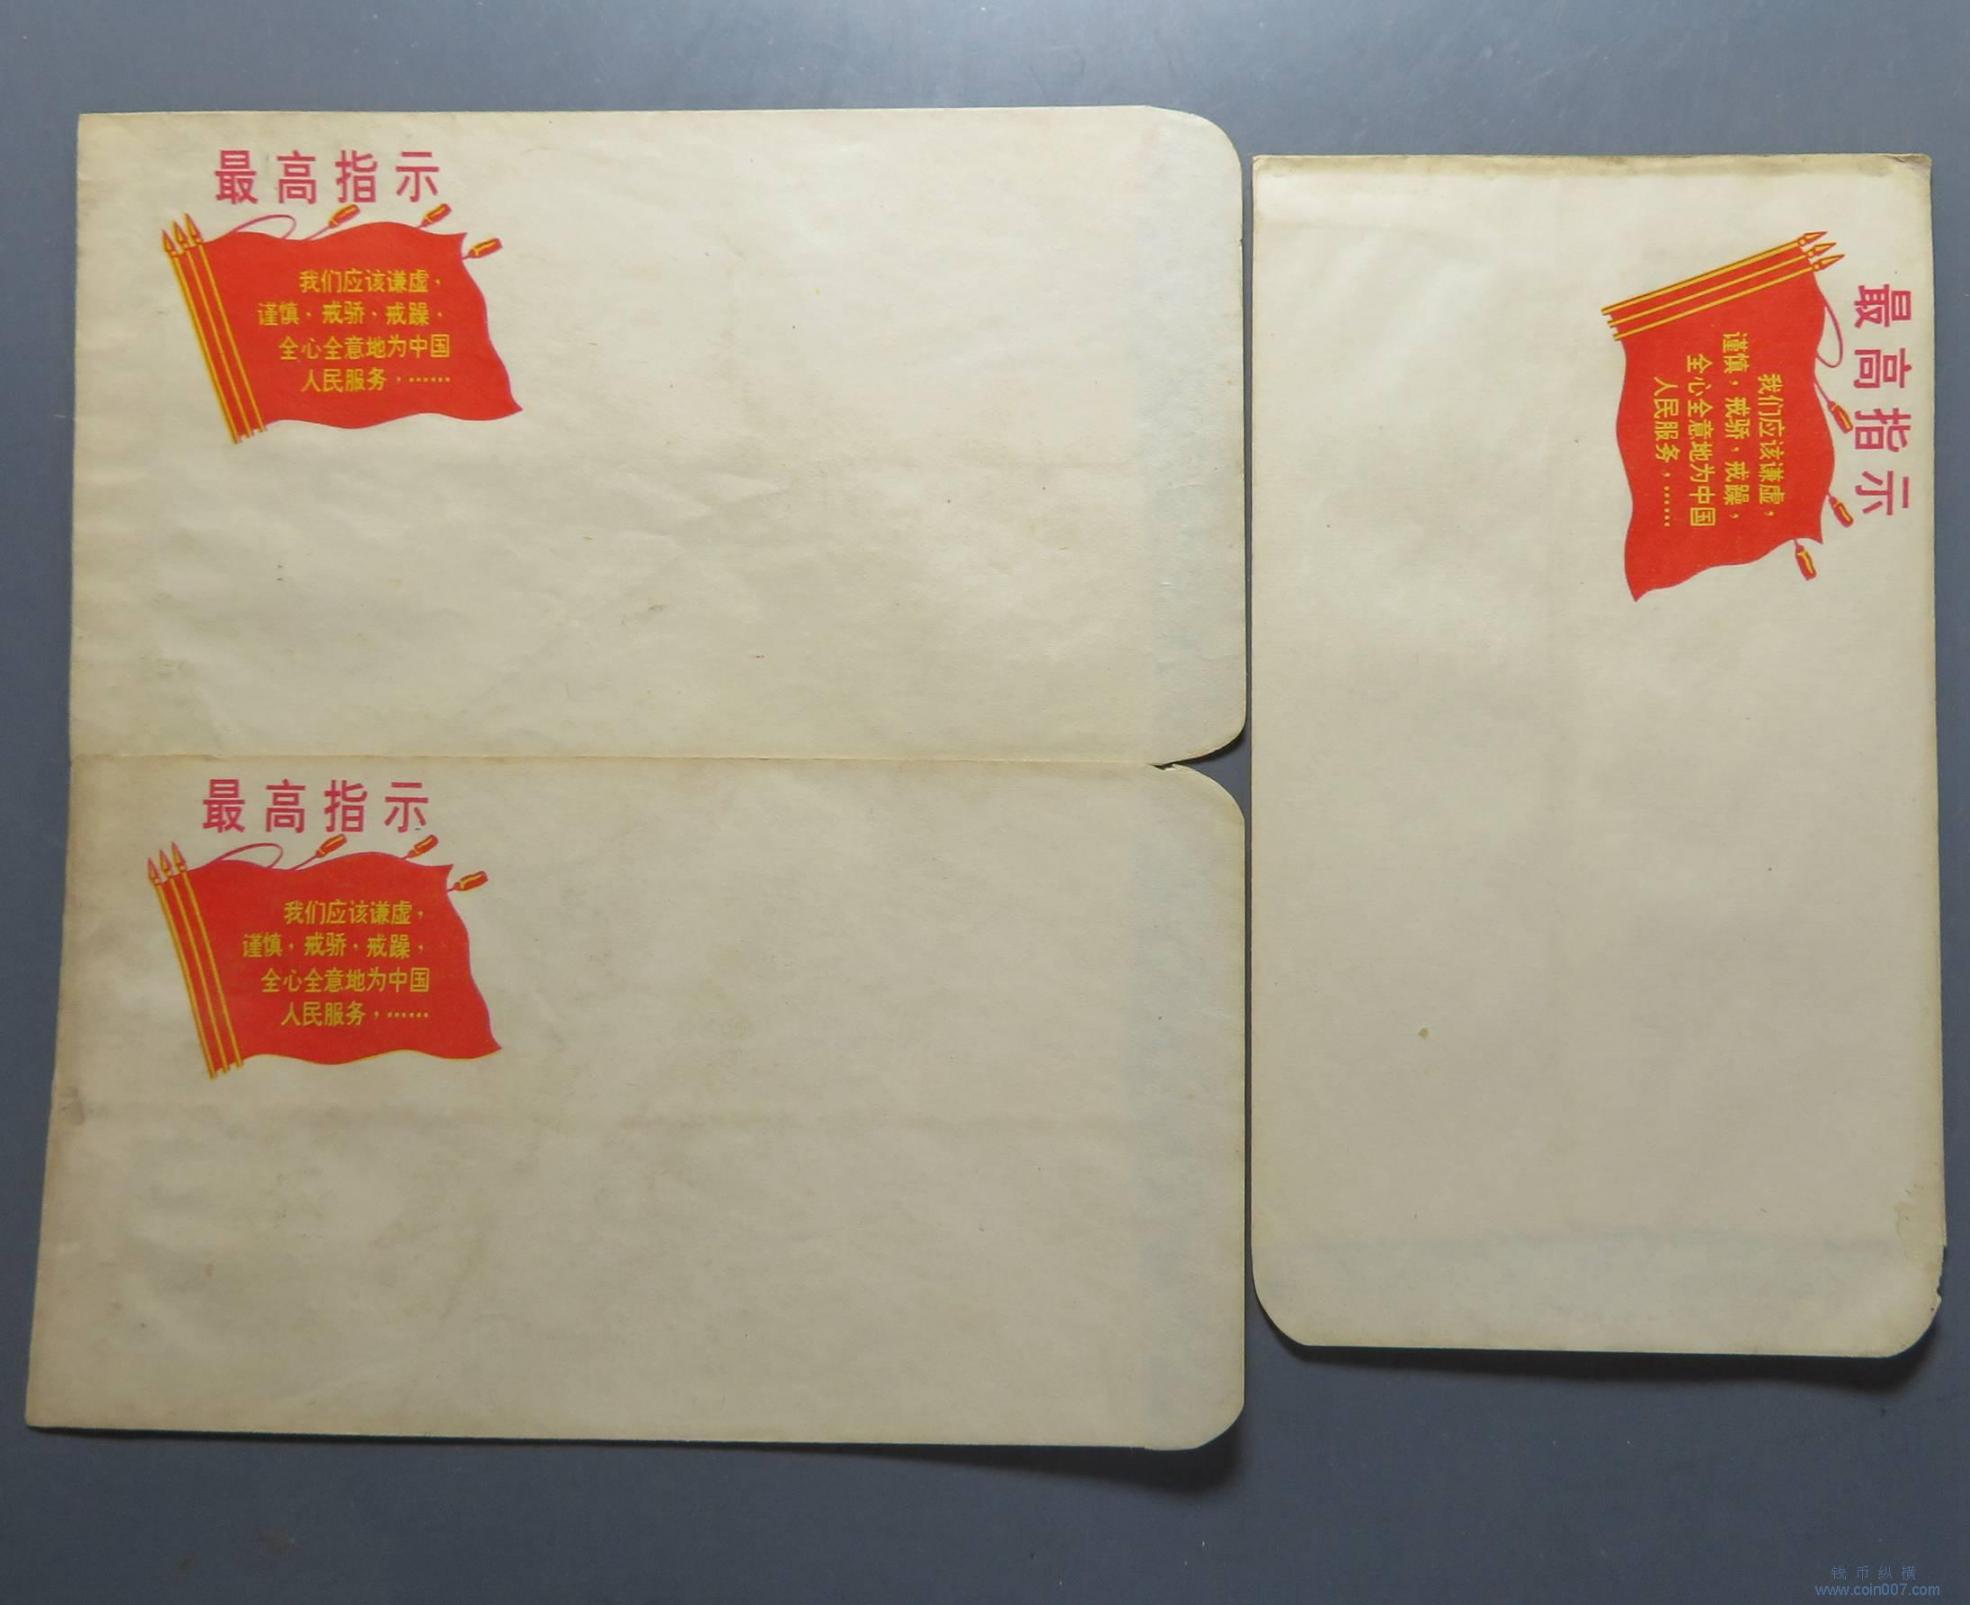 最高指示
我们应该谦虚，
谨慎，戒骄，戒躁，
全心全意地为中国
人民服务，……
最高指示
我们应该谦虚，
谨慎，戒骄，戒躁，
全心全意地为中国
人民服务，……
最高指示
我们应该谦虚，
谨慎，戒骄，戒躁，
全心全意地为中国
人民服务，……
钱币纵横
www.coin007.com